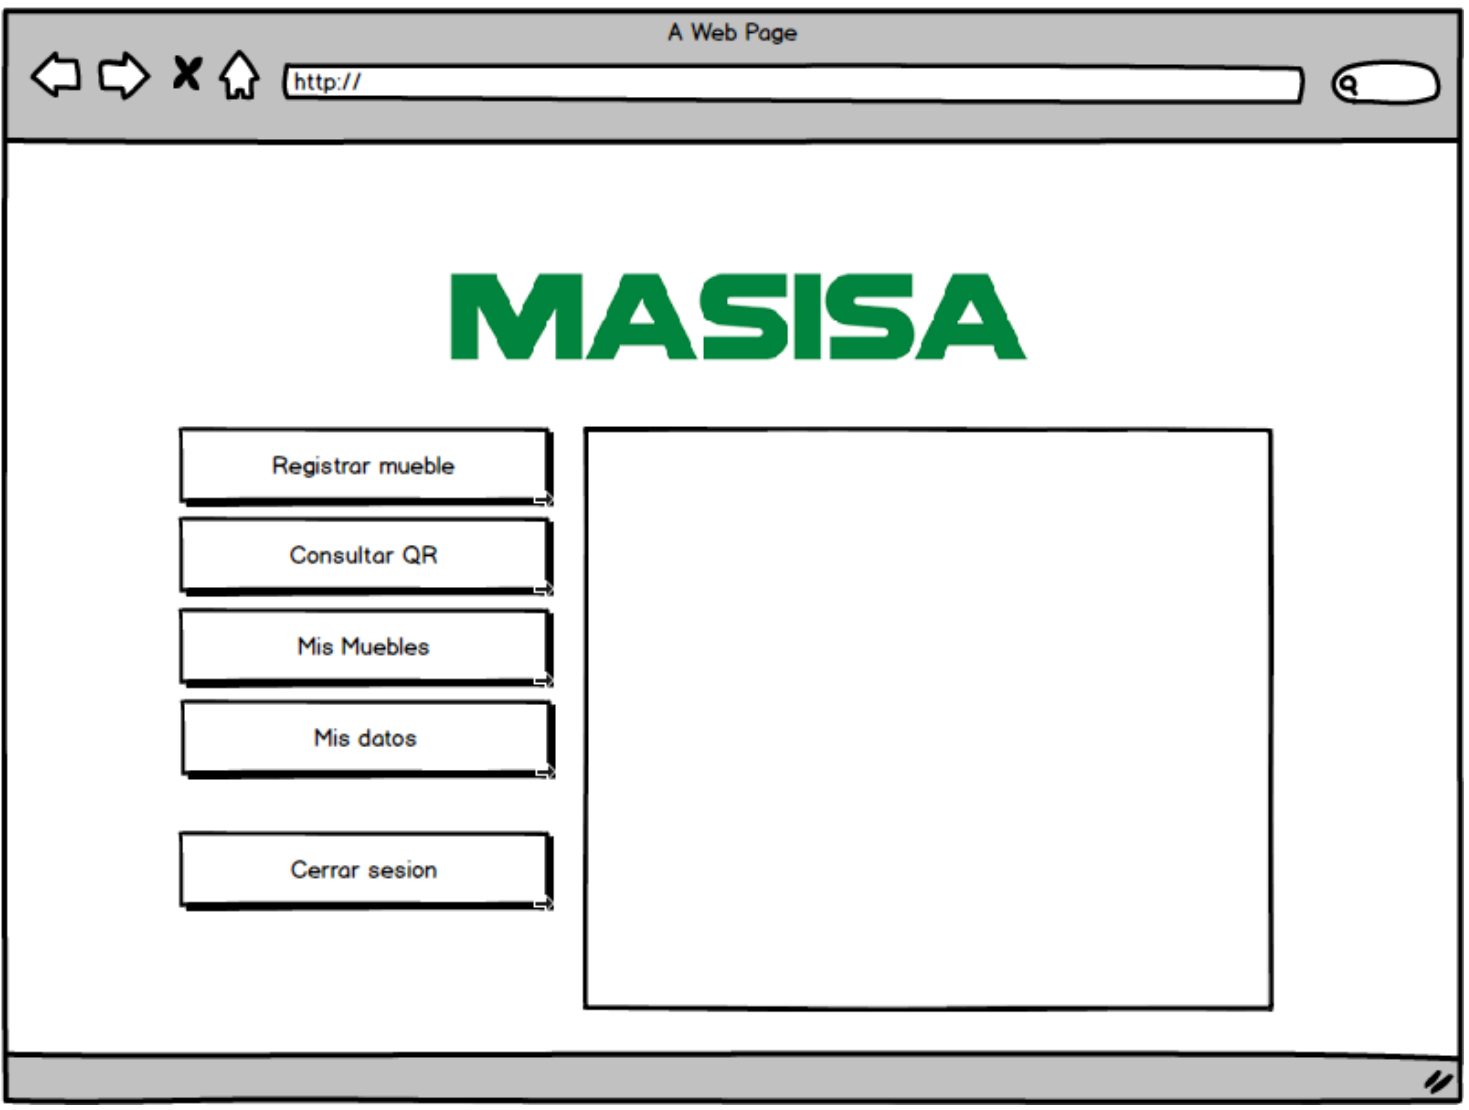 A Web Page
http://
MASISA
Registrar mueble
Consultar QR
Mis Muebles
Mis datos
Cerrar sesion